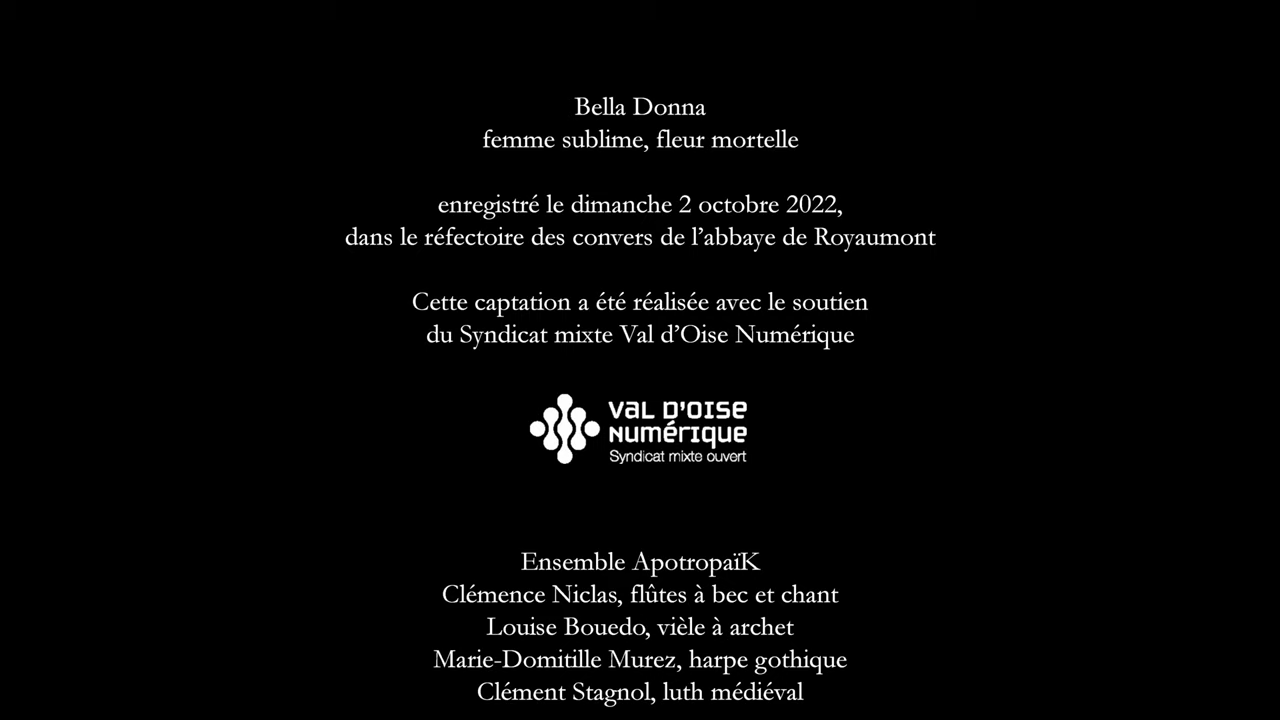 Bella Donna
femme sublime, fleur mortelle
enregistré le dimanche 2 octobre 2022,
dans le réfectoire des convers de l’abbaye de Royaumont
Cette captation a été réalisée avec le soutien
du Syndicat mixte Val d’Oise Numérique
VaL D’OISE
NUMÉRIQUE
Syndicat mixte ouvert
Ensemble ApotropaïK
Clémence Niclas, flûtes à bec et chant
Louise Bouedo, vièle à archet
Marie-Domitille Murez, harpe gothique
Clément Stagnol, luth médiéval